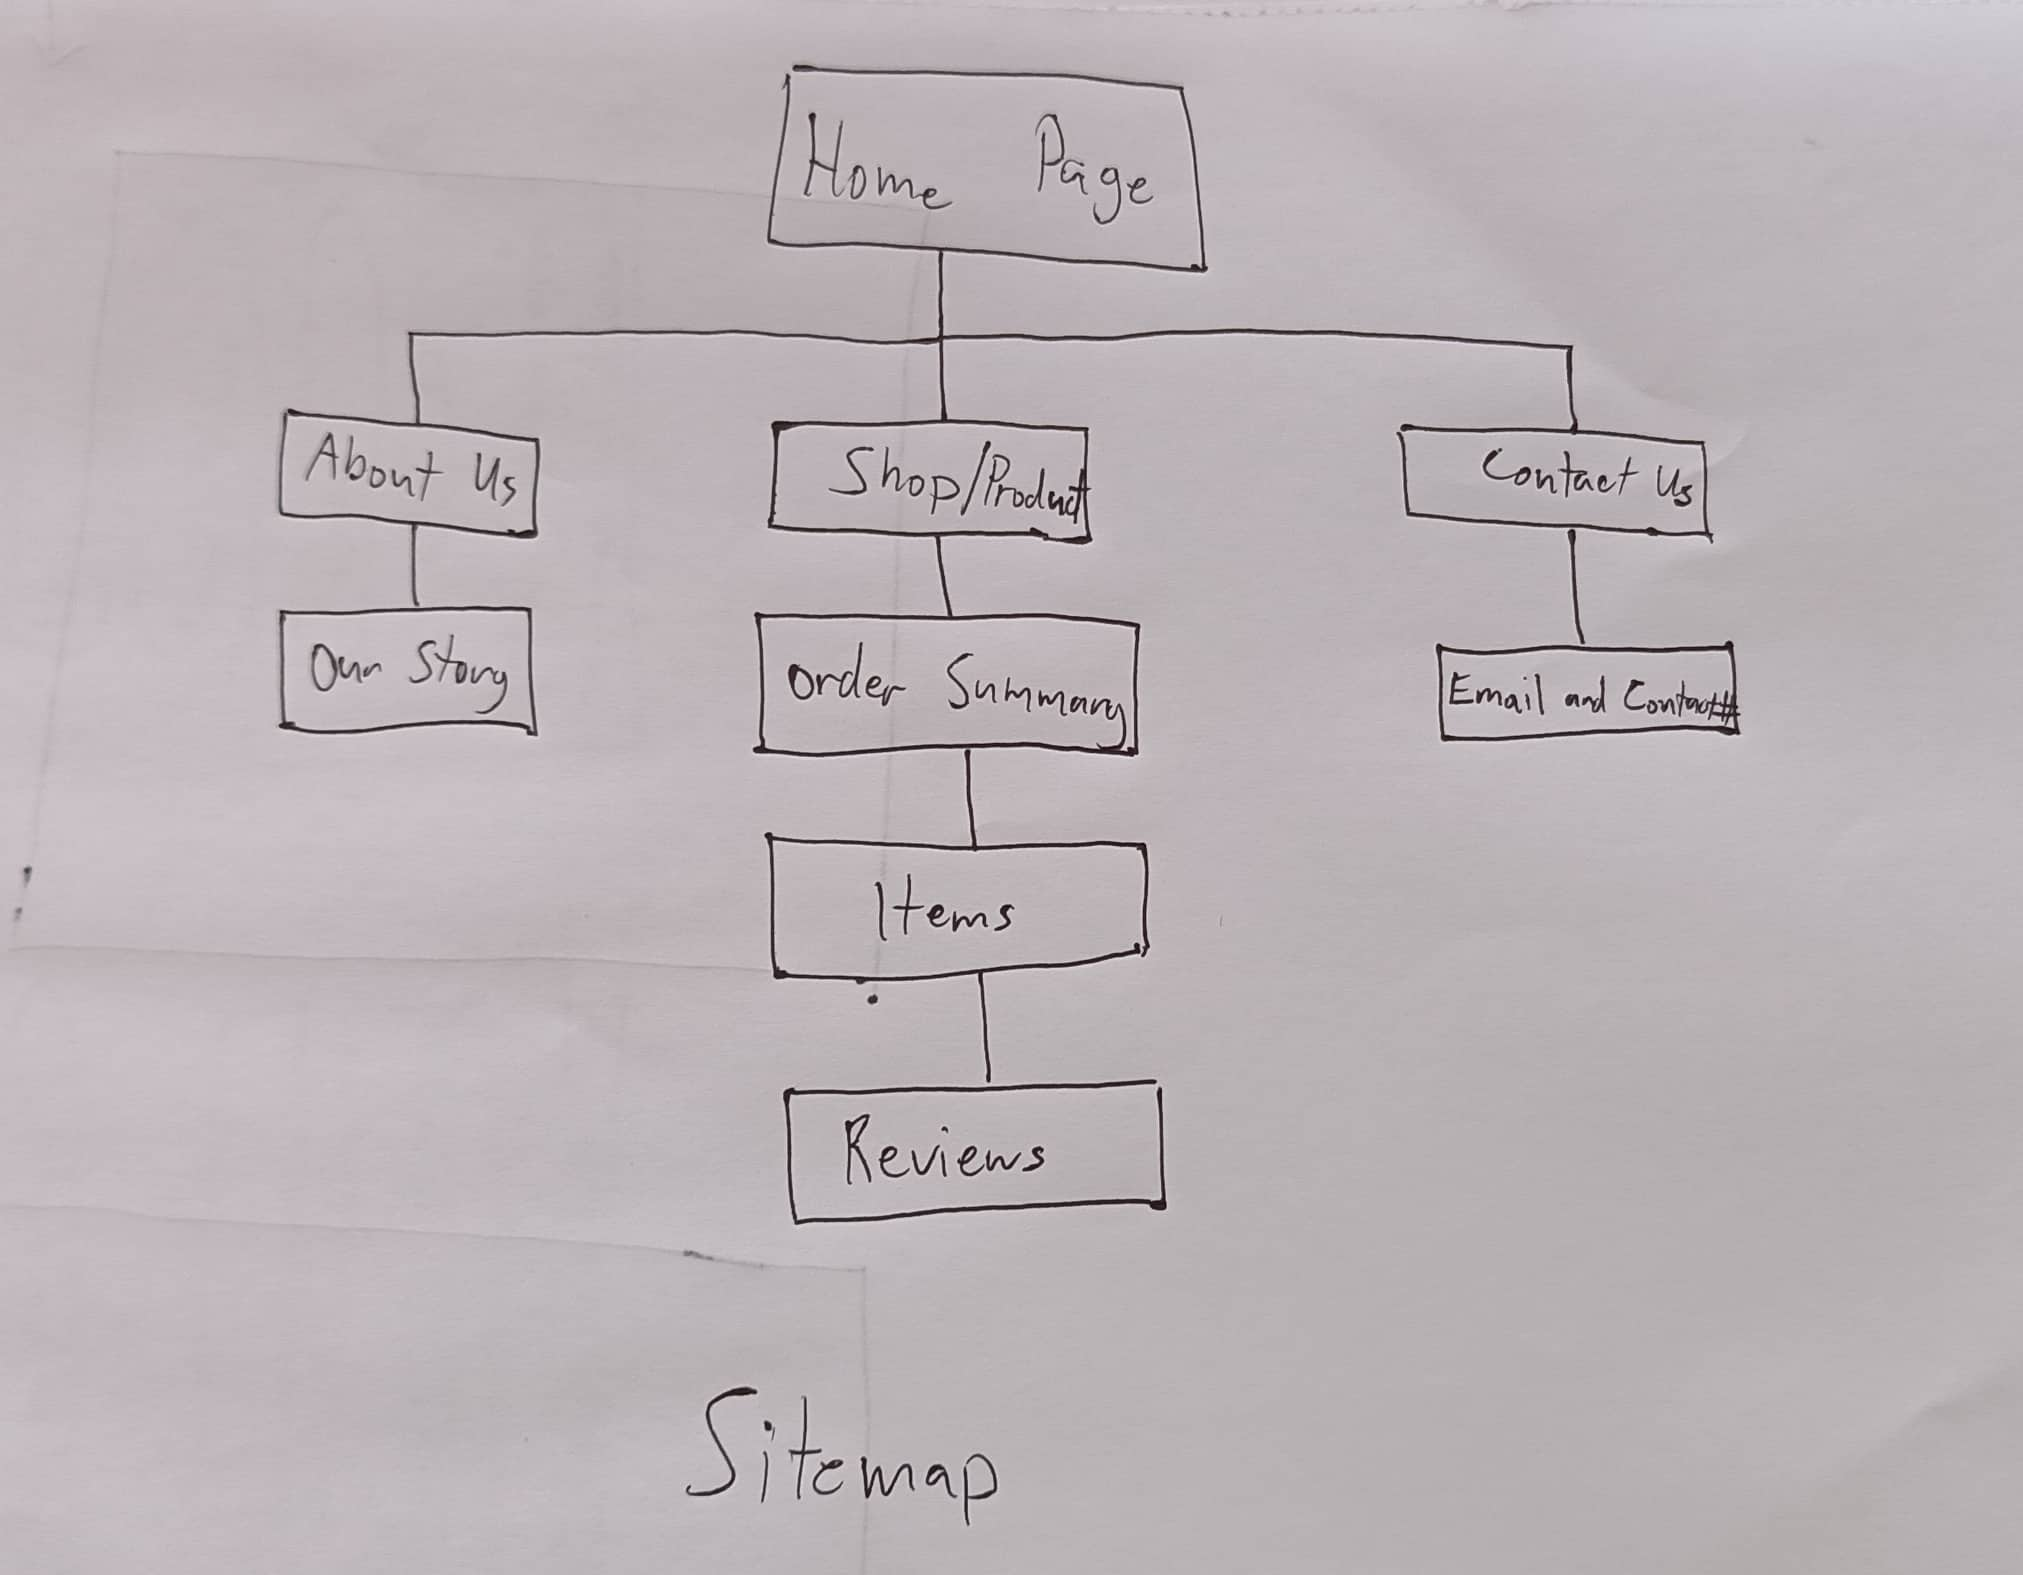 Home Page
About Us
Shop/Product
Contact Us
Our Story
Order Summary
Email and Contact#
Items
Reviews
Sitemap